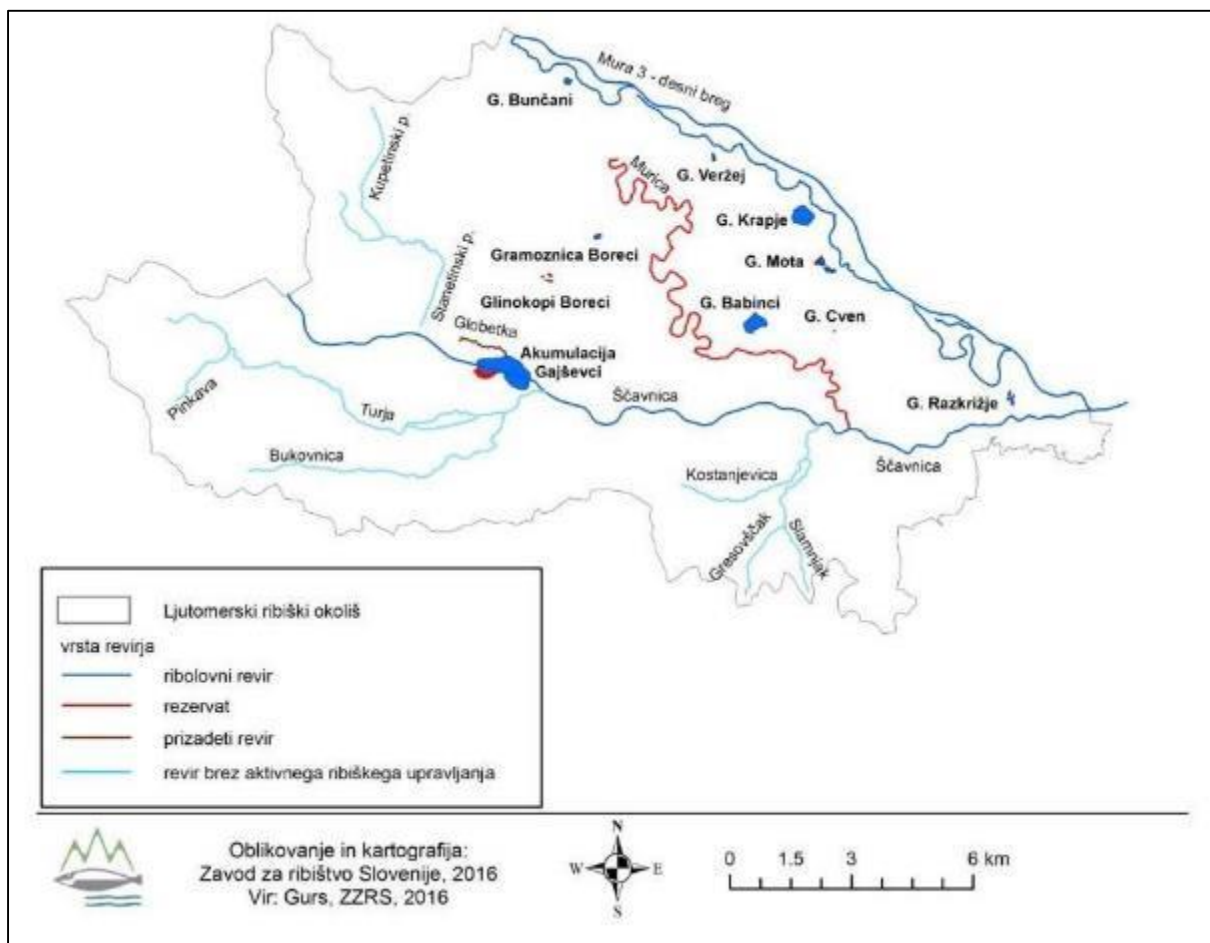 Mura 3 - desni breg
G. Bunčani
Kupetinski p.
G. Veržej
Murica
G. Krapje
Gramoznica Boreci
G. Mota
Stanetinski p.
Glinokopi Boreci
G. Babinci
G. Cven
Globetka
Akumulacija
Gajševci
Pinkava
Turja
Ščavnica
G. Razkrižje
Bukovnica
Kostanjevica
Ščavnica
Gresovščak
Slamnjak
Ljutomerski ribiški okoliš
vrsta revirja
ribolovni revir
rezervat
prizadeti revir
revir brez aktivnega ribiškega upravljanja
Oblikovanje in kartografija:
Zavod za ribištvo Slovenije, 2016
Vir: Gurs, ZZRS, 2016
N
W E
S
0 1.5 3 6 km